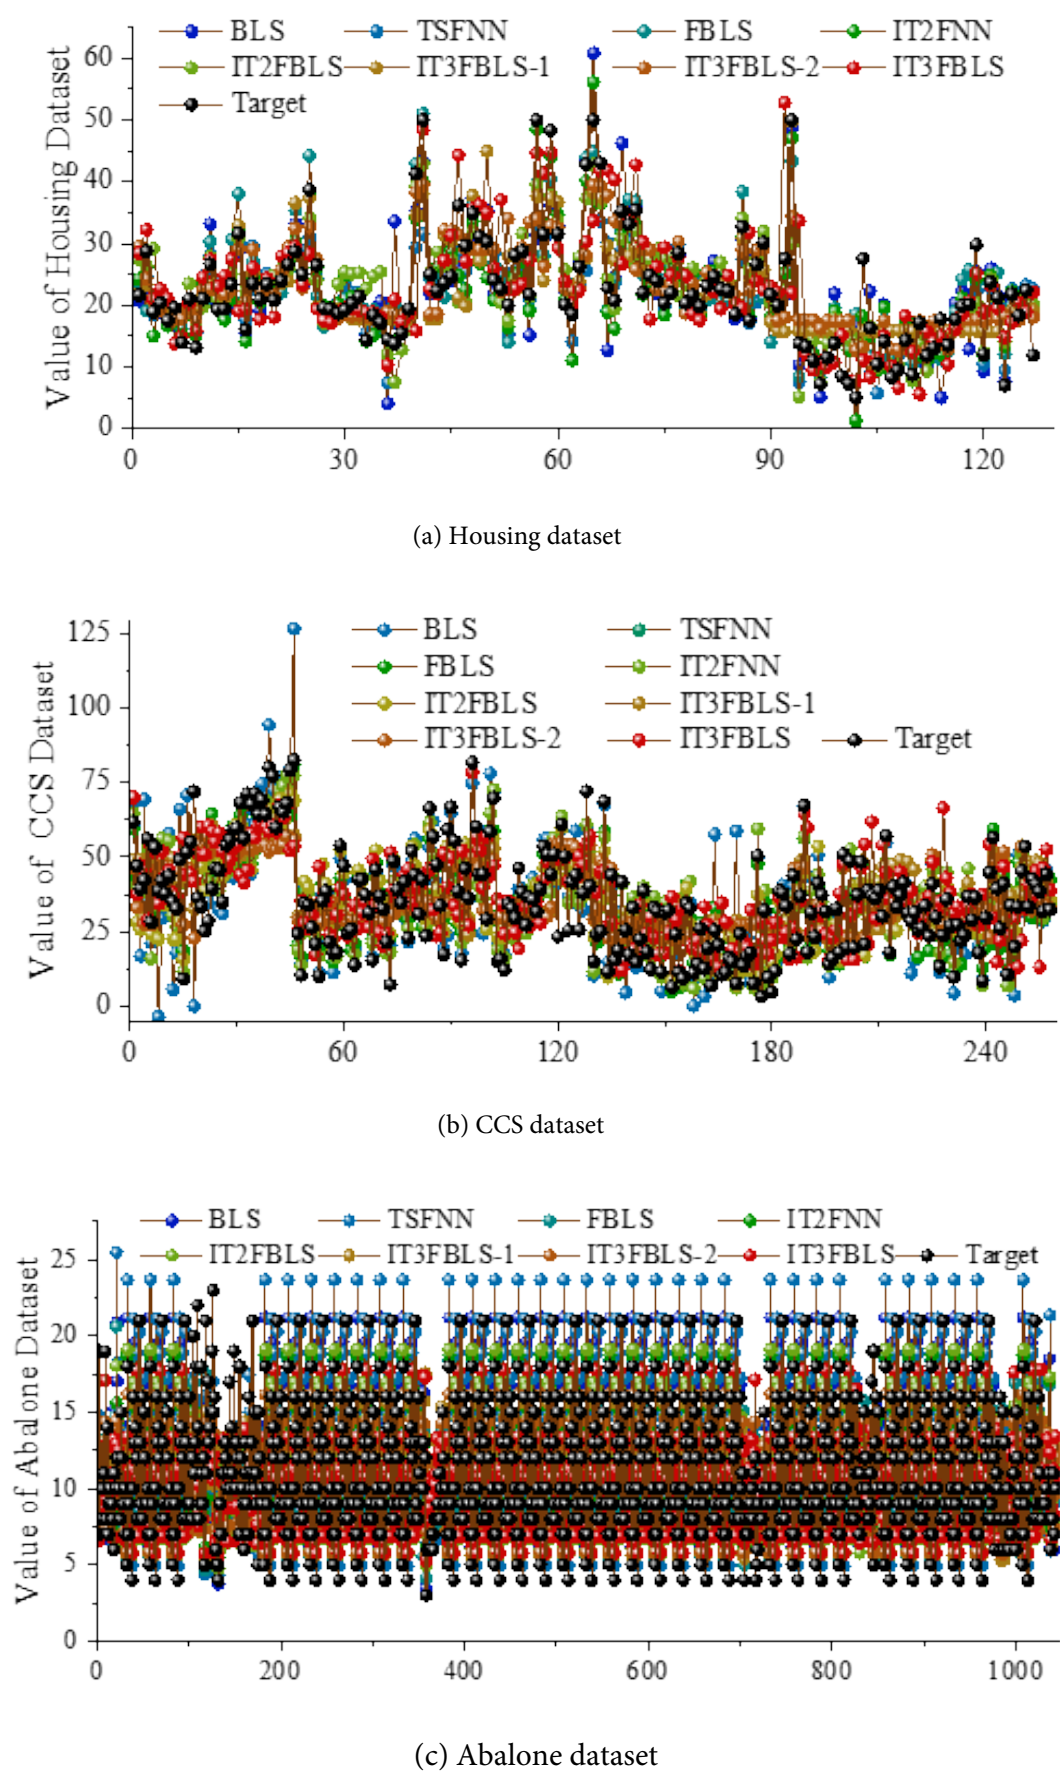 BLS TSFNN FBLS IT2FNN
IT2FBLS IT3FBLS-1 IT3FBLS-2 IT3FBLS
Target
Value of Housing Dataset
60
50
40
30
20
10
0
0 30 60 90 120
(a) Housing dataset
BLS TSFNN
FBLS IT2FNN
IT2FBLS IT3FBLS-1
IT3FBLS-2 IT3FBLS Target
Value of CCS Dataset
125
100
75
50
25
0
0 60 120 180 240
(b) CCS dataset
BLS TSFNN FBLS IT2FNN
IT2FBLS IT3FBLS-1 IT3FBLS-2 IT3FBLS Target
Value of Abalone Dataset
25
20
15
10
5
0
0 200 400 600 800 1000
(c) Abalone dataset